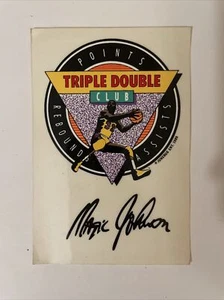 POINTS
TRIPLE DOUBLE
CLUB
REBOUNDS
ASSISTS
Magic Johnson